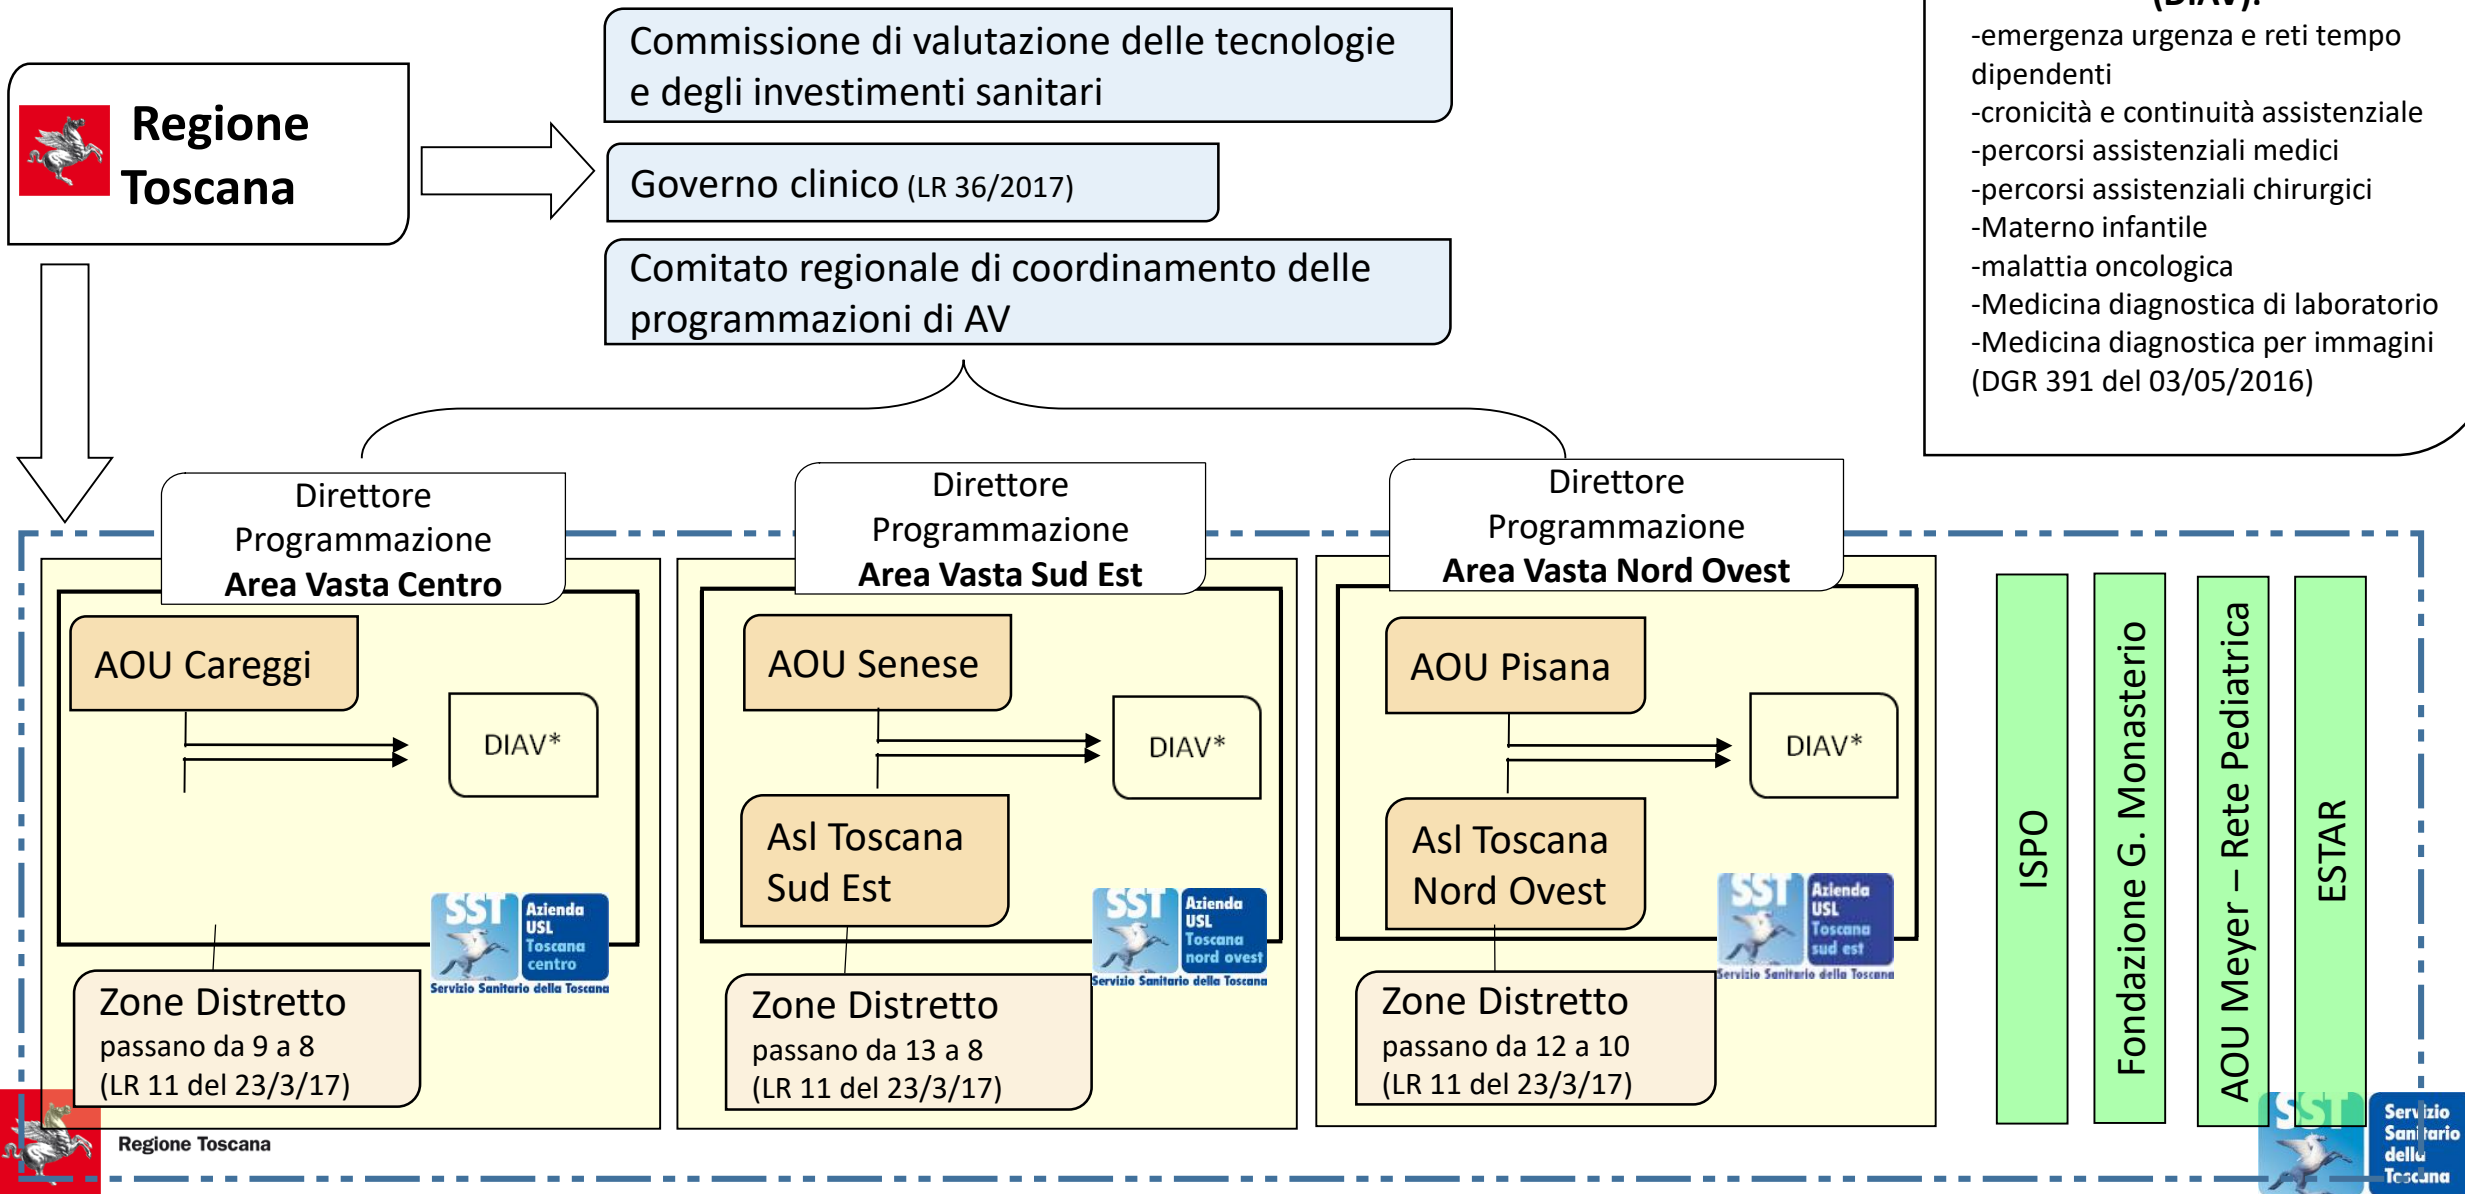 Regione
Toscana
Commissione di valutazione delle tecnologie
e degli investimenti sanitari
Governo clinico (LR 36/2017)
Comitato regionale di coordinamento delle
programmazioni di AV
(DIAV):
-emergenza urgenza e reti tempo
dipendenti
-cronicità e continuità assistenziale
-percorsi assistenziali medici
-percorsi assistenziali chirurgici
-Materno infantile
-malattia oncologica
-Medicina diagnostica di laboratorio
-Medicina diagnostica per immagini
(DGR 391 del 03/05/2016)
Direttore
Programmazione
Area Vasta Centro
AOU Careggi
DIAV*
SST
Azienda
USL
Toscana
centro
Servizio Sanitario della Toscana
Zone Distretto
passano da 9 a 8
(LR 11 del 23/3/17)
Direttore
Programmazione
Area Vasta Sud Est
AOU Senese
DIAV*
Asl Toscana
Sud Est
SST
Azienda
USL
Toscana
nord ovest
Servizio Sanitario della Toscana
Zone Distretto
passano da 13 a 8
(LR 11 del 23/3/17)
Direttore
Programmazione
Area Vasta Nord Ovest
AOU Pisana
DIAV*
Asl Toscana
Nord Ovest
SST
Azienda
USL
Toscana
sud est
Servizio Sanitario della Toscana
Zone Distretto
passano da 12 a 10
(LR 11 del 23/3/17)
ISPO
Fondazione G. Monasterio
AOU Meyer – Rete Pediatrica
ESTAR
Regione Toscana
SST
Servizio
Sanitario
della
Toscana